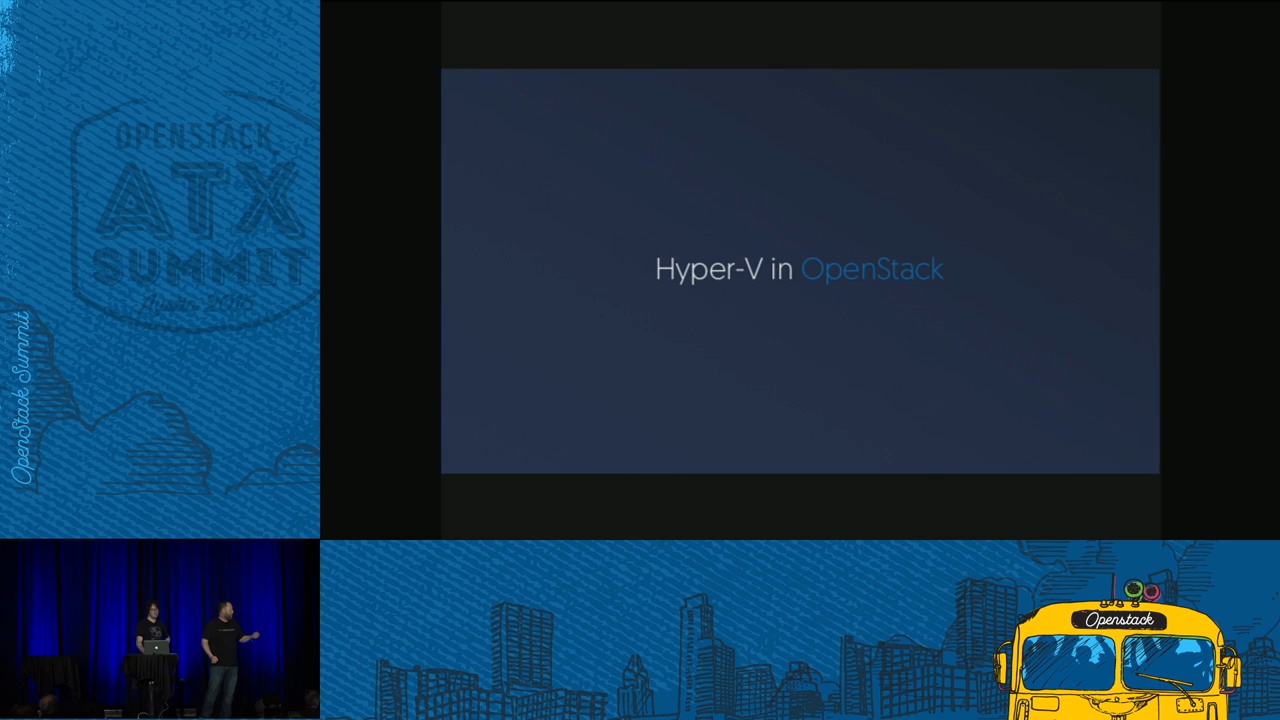 OPENSTACK
ATX
SUMMIT
Austin 2016
OpenStack Summit
Hyper-V in OpenStack
Openstack